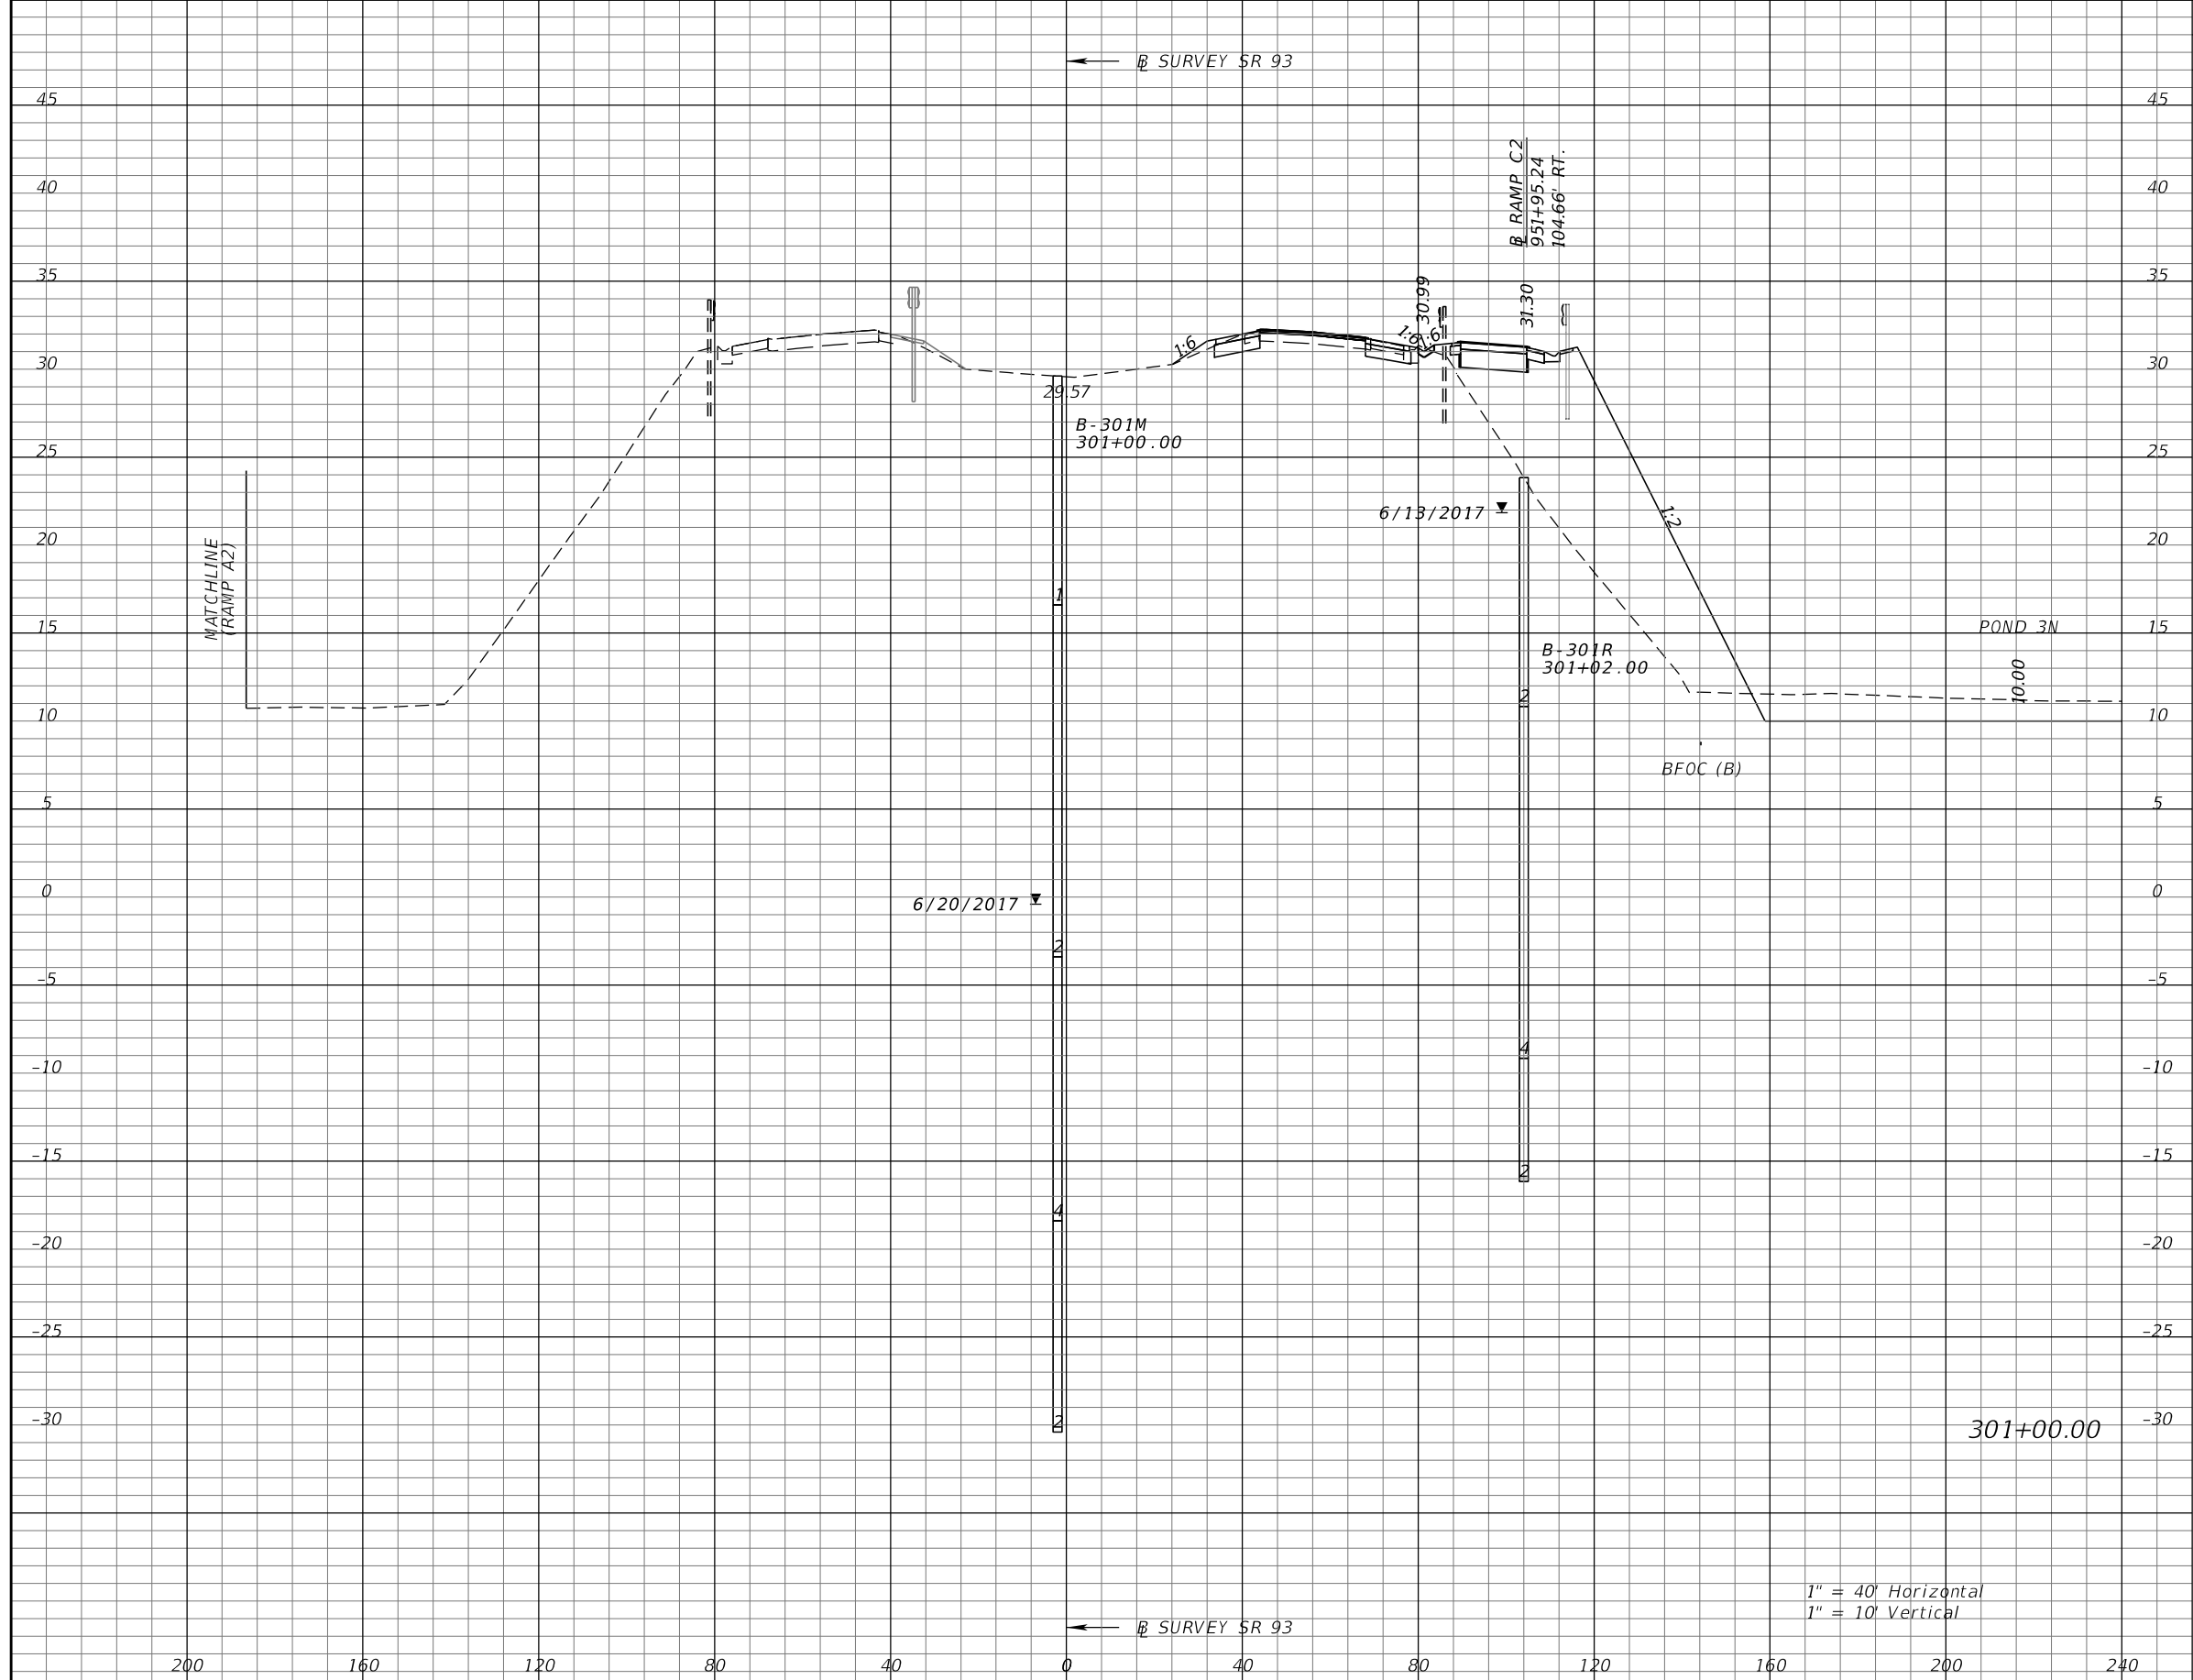 ℄ SURVEY SR 93
45 45
℄ RAMP C2
951+95.24
104.66' RT.
40 40
35 35
30.99
31.30
1:6
1:6
1:6
30 30
29.57
B-301M
301+00.00
25 25
6/13/2017
1:2
20 20
MATCHLINE
(RAMP A2)
1
15 15
POND 3N
B-301R
301+02.00
10.00
2
10 10
BFOC (B)
5 5
0 0
6/20/2017
2
-5 -5
4
-10 -10
-15 -15
2
4
-20 -20
-25 -25
-30 -30
2
301+00.00
1" = 40' Horizontal
1" = 10' Vertical
℄ SURVEY SR 93
200 160 120 80 40 0 40 80 120 160 200 240